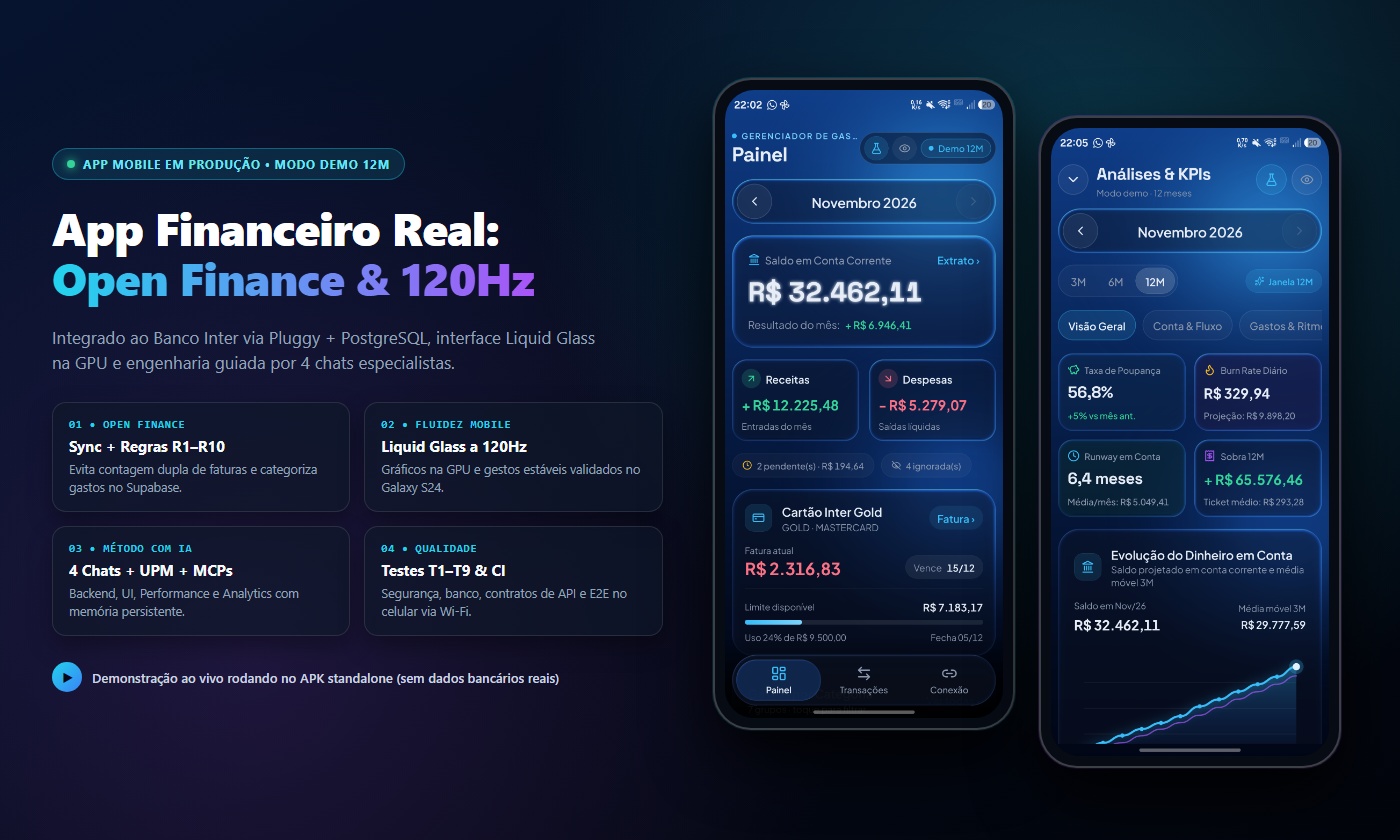 APP MOBILE EM PRODUÇÃO • MODO DEMO 12M
App Financeiro Real:
Open Finance & 120Hz
Integrado ao Banco Inter via Pluggy + PostgreSQL, interface Liquid Glass
na GPU e engenharia guiada por 4 chats especialistas.
01 • OPEN FINANCE
Sync + Regras R1–R10
Evita contagem dupla de faturas e categoriza
gastos no Supabase.
02 • FLUIDEZ MOBILE
Liquid Glass a 120Hz
Gráficos na GPU e gestos estáveis validados no
Galaxy S24.
03 • MÉTODO COM IA
4 Chats + UPM + MCPs
Backend, UI, Performance e Analytics com
memória persistente.
04 • QUALIDADE
Testes T1–T9 & CI
Segurança, banco, contratos de API e E2E no
celular via Wi-Fi.
Demonstração ao vivo rodando no APK standalone (sem dados bancários reais)
22:02
0,16 K/s
20
GERENCIADOR DE GAS...
Painel
Demo 12M
Novembro 2026
Saldo em Conta Corrente
Extrato ›
R$ 32.462,11
Resultado do mês: + R$ 6.946,41
Receitas
+ R$ 12.225,48
Entradas do mês
Despesas
– R$ 5.279,07
Saídas líquidas
2 pendente(s) · R$ 194,64
4 ignorada(s)
Cartão Inter Gold
GOLD · MASTERCARD
Fatura ›
Fatura atual
R$ 2.316,83
Vence 15/12
Limite disponível
R$ 7.183,17
Uso 24% de R$ 9.500,00
Fecha 05/12
Painel
Transações
Conexão
22:05
0,70 K/s
20
Análises & KPIs
Modo demo · 12 meses
Novembro 2026
3M
6M
12M
Janela 12M
Visão Geral
Conta & Fluxo
Gastos & Ritm
Taxa de Poupança
56,8%
+5% vs mês ant.
Burn Rate Diário
R$ 329,94
Projeção: R$ 9.898,20
Runway em Conta
6,4 meses
Média/mês: R$ 5.049,41
Sobra 12M
+ R$ 65.576,46
Ticket médio: R$ 293,28
Evolução do Dinheiro em Conta
Saldo projetado em conta corrente e média
móvel 3M
Saldo em Nov/26
R$ 32.462,11
Média móvel 3M
R$ 29.777,59